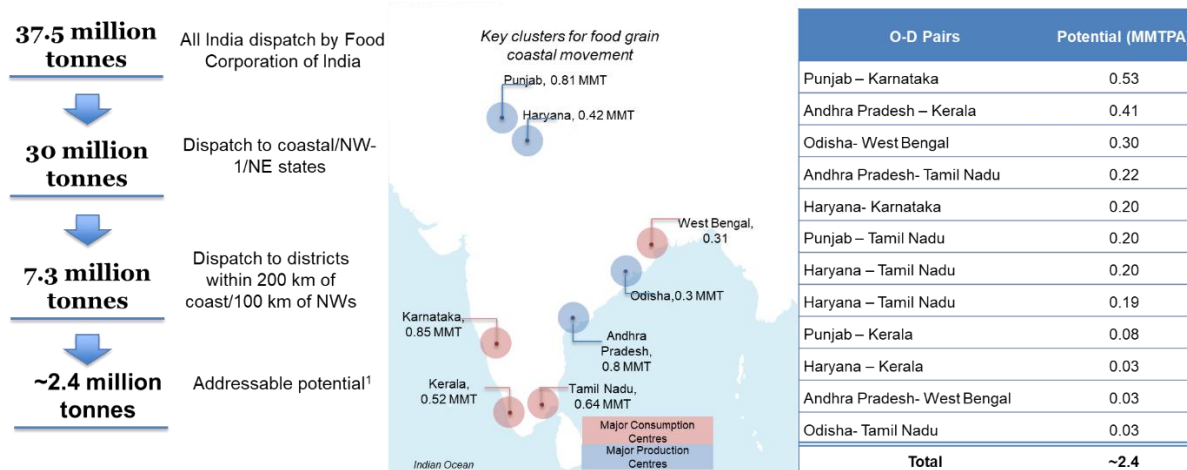 37.5 million
tonnes
All India dispatch by Food
Corporation of India
30 million
tonnes
Dispatch to coastal/NW-
1/NE states
7.3 million
tonnes
Dispatch to districts
within 200 km of
coast/100 km of NWs
~2.4 million
tonnes
Addressable potential¹
Key clusters for food grain
coastal movement
Punjab, 0.81 MMT
Haryana, 0.42 MMT
West Bengal,
0.31
Odisha,0.3 MMT
Karnataka,
0.85 MMT
Andhra
Pradesh,
0.8 MMT
Kerala,
0.52 MMT
Tamil Nadu,
0.64 MMT
Major Consumption
Centres
Major Production
Centres
Indian Ocean
O-D Pairs Potential (MMTPA
Punjab – Karnataka 0.53
Andhra Pradesh – Kerala 0.41
Odisha- West Bengal 0.30
Andhra Pradesh- Tamil Nadu 0.22
Haryana- Karnataka 0.20
Punjab – Tamil Nadu 0.20
Haryana – Tamil Nadu 0.20
Haryana – Tamil Nadu 0.19
Punjab – Kerala 0.08
Haryana – Kerala 0.03
Andhra Pradesh- West Bengal 0.03
Odisha- Tamil Nadu 0.03
Total ~2.4